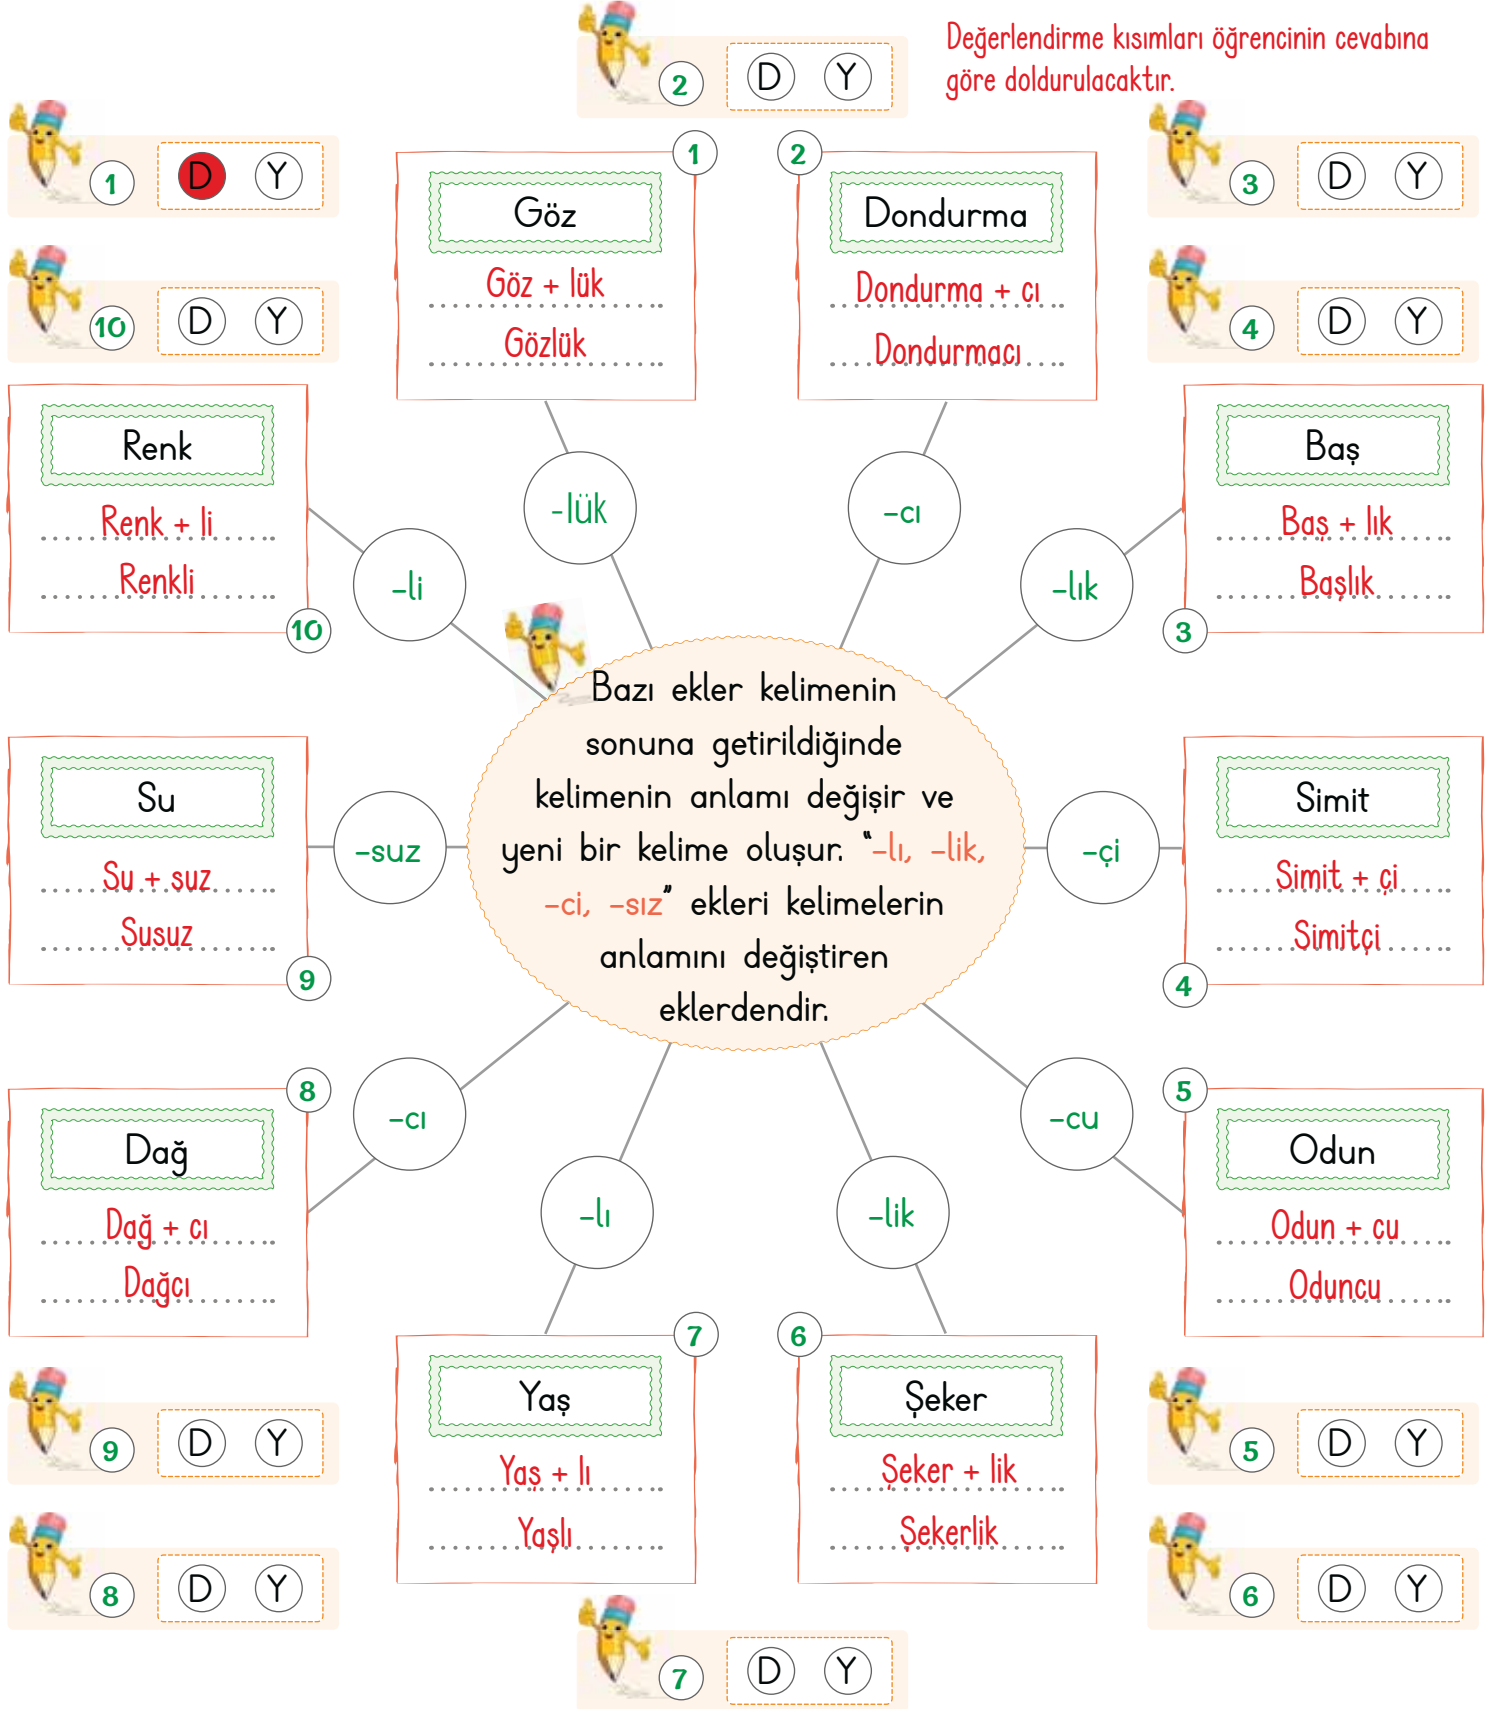 2 D Y
Değerlendirme kısımları öğrencinin cevabına
göre doldurulacaktır.
1 D Y
3 D Y
10 D Y
4 D Y
1
Göz
Göz + lük
Gözlük
-lük
2
Dondurma
Dondurma + cı
Dondurmacı
-cı
Renk
Renk + li
Renkli
10
-li
Baş
Baş + lık
Başlık
3
-lık
Bazı ekler kelimenin
sonuna getirildiğinde
kelimenin anlamı değişir ve
yeni bir kelime oluşur. "-lı, -lik,
-ci, -sız" ekleri kelimelerin
anlamını değiştiren
eklerdendir.
Su
Su + suz
Susuz
9
-suz
Simit
Simit + çi
Simitçi
4
-çi
8
Dağ
Dağ + cı
Dağcı
-cı
5
Odun
Odun + cu
Oduncu
-cu
-lı
7
Yaş
Yaş + lı
Yaşlı
-lik
6
Şeker
Şeker + lik
Şekerlik
9 D Y
5 D Y
8 D Y
6 D Y
7 D Y